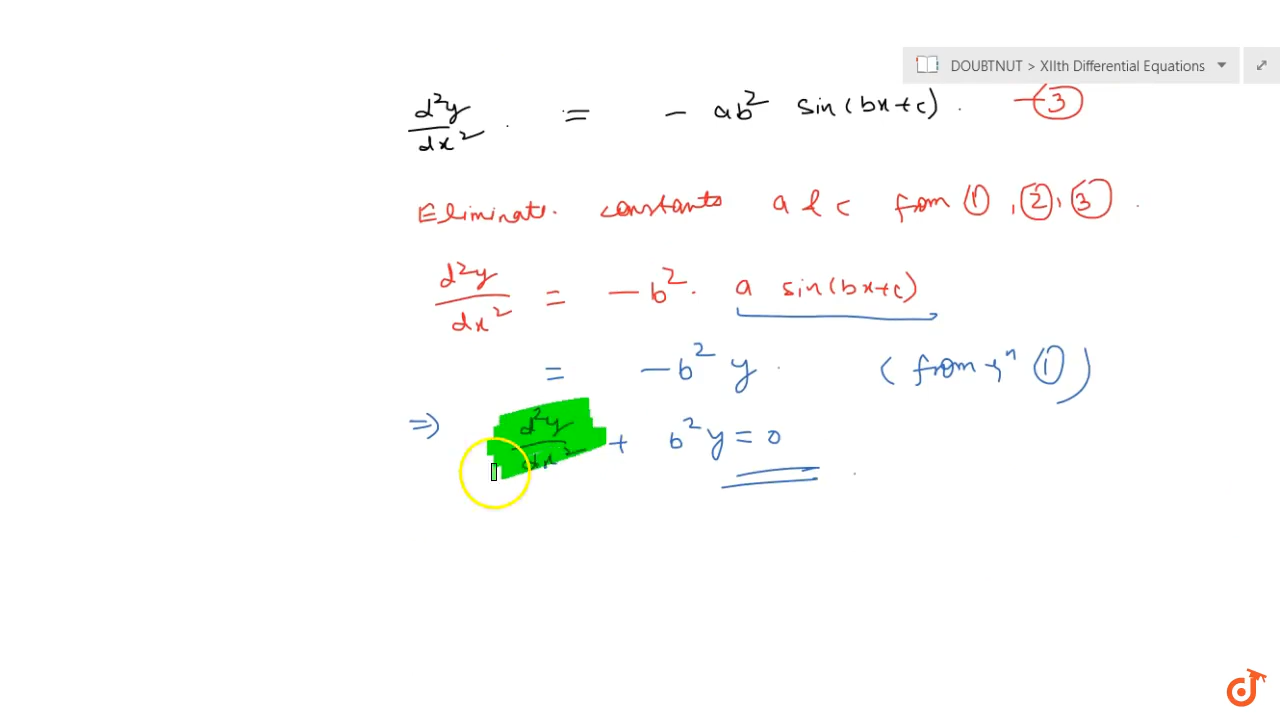 DOUBTNUT > XIIth Differential Equations
d²y/dx² = - ab² sin(bx+c). -③
Eliminate constants a & c from ①, ②, ③.
d²y/dx² = -b². a sin(bx+c)
= -b² y. (from ①)
⇒ d²y/dx² + b²y = 0